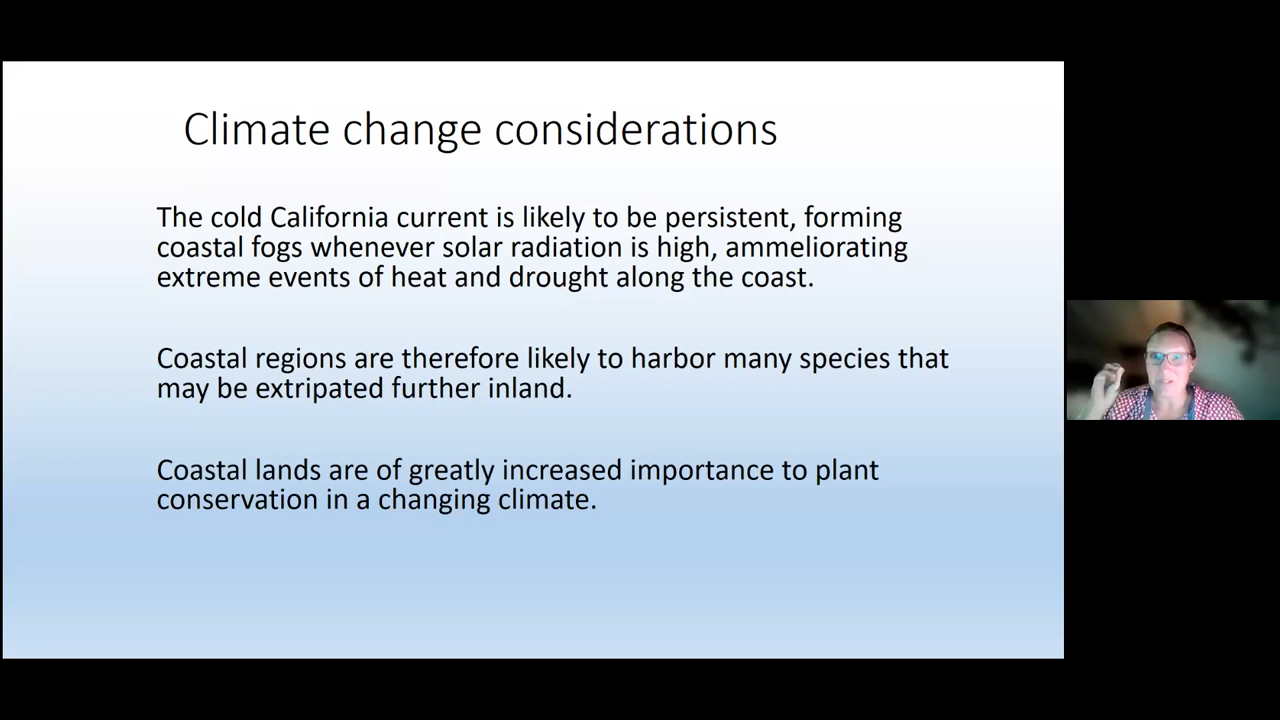 Climate change considerations
The cold California current is likely to be persistent, forming
coastal fogs whenever solar radiation is high, ammeliorating
extreme events of heat and drought along the coast.
Coastal regions are therefore likely to harbor many species that
may be extripated further inland.
Coastal lands are of greatly increased importance to plant
conservation in a changing climate.